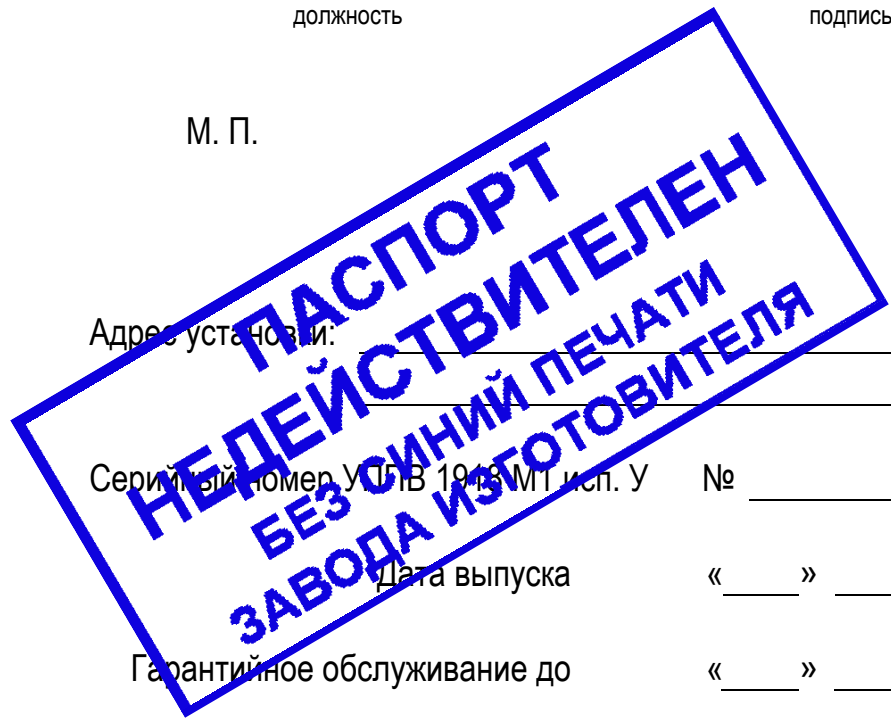 должность подпись
М. П.
ПАСПОРТ
НЕДЕЙСТВИТЕЛЕН
БЕЗ СИНИЙ ПЕЧАТИ
ЗАВОДА ИЗГОТОВИТЕЛЯ
Адрес установки:
Серийный номер УПГВ 1918 МТ исп. У №
Дата выпуска « »
Гарантийное обслуживание до « »